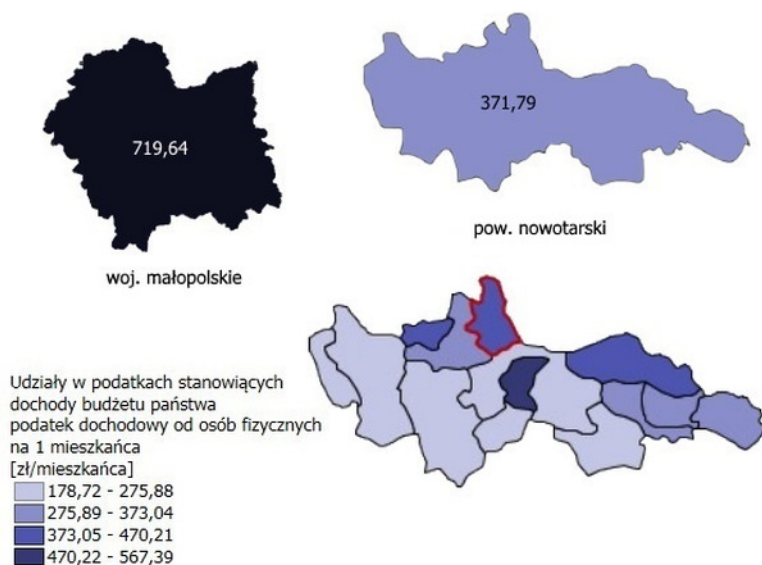 719,64
371,79
woj. małopolskie
pow. nowotarski
Udziały w podatkach stanowiących
dochody budżetu państwa
podatek dochodowy od osób fizycznych
na 1 mieszkańca
[zł/mieszkańca]
178,72 - 275,88
275,89 - 373,04
373,05 - 470,21
470,22 - 567,39